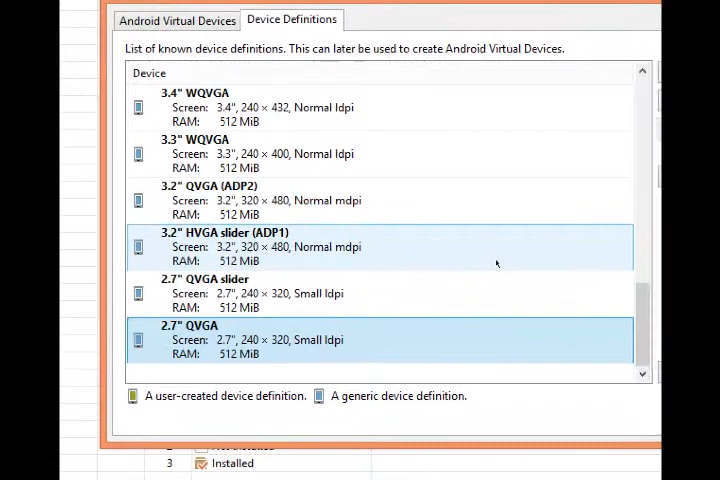 Android Virtual Devices Device Definitions
List of known device definitions. This can later be used to create Android Virtual Devices.
Device
3.4" WQVGA
Screen: 3.4", 240 × 432, Normal ldpi
RAM: 512 MiB
3.3" WQVGA
Screen: 3.3", 240 × 400, Normal ldpi
RAM: 512 MiB
3.2" QVGA (ADP2)
Screen: 3.2", 320 × 480, Normal mdpi
RAM: 512 MiB
3.2" HVGA slider (ADP1)
Screen: 3.2", 320 × 480, Normal mdpi
RAM: 512 MiB
2.7" QVGA slider
Screen: 2.7", 240 × 320, Small ldpi
RAM: 512 MiB
2.7" QVGA
Screen: 2.7", 240 × 320, Small ldpi
RAM: 512 MiB
A user-created device definition. A generic device definition.
3 Installed